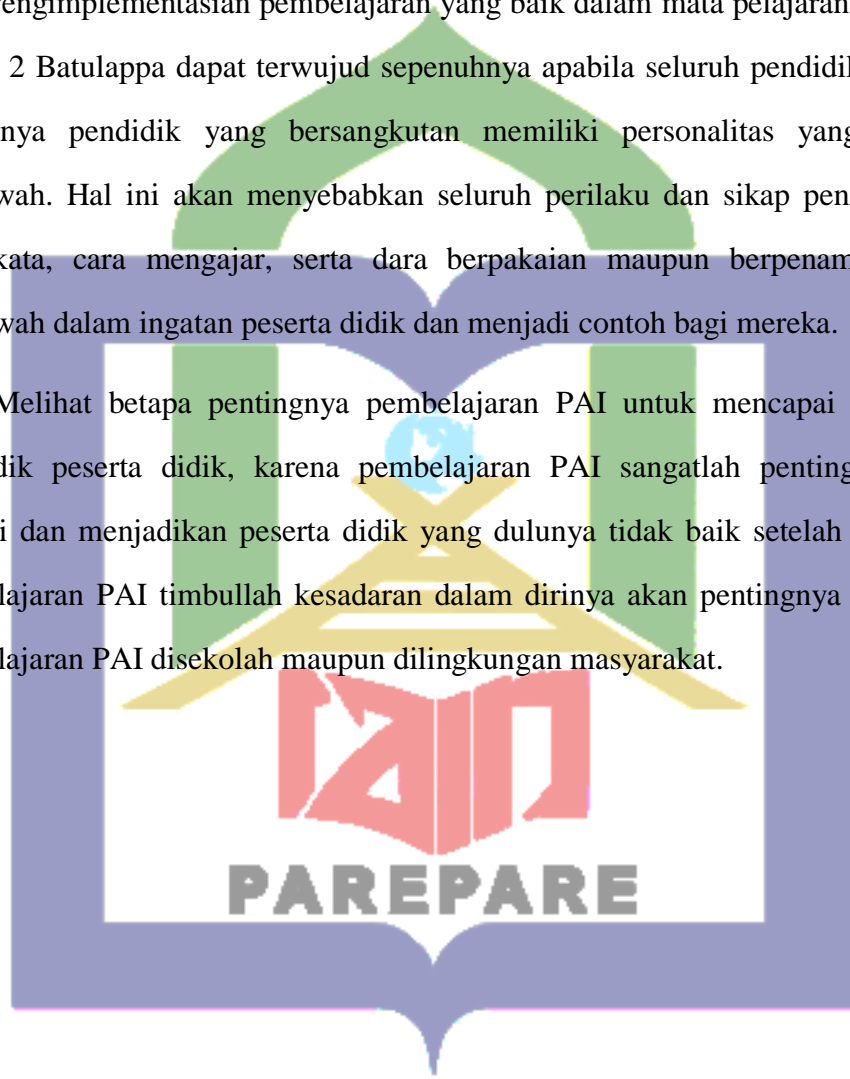 engimplementasian pembelajaran yang baik dalam mata pelajaran
2 Batulappa dapat terwujud sepenuhnya apabila seluruh pendidi
nya pendidik yang bersangkutan memiliki personalitas yang
wah. Hal ini akan menyebabkan seluruh perilaku dan sikap pen
kata, cara mengajar, serta dara berpakaian maupun berpenam
wah dalam ingatan peserta didik dan menjadi contoh bagi mereka.
Melihat betapa pentingnya pembelajaran PAI untuk mencapai
dik peserta didik, karena pembelajaran PAI sangatlah penting
i dan menjadikan peserta didik yang dulunya tidak baik setelah
lajaran PAI timbullah kesadaran dalam dirinya akan pentingnya
lajaran PAI disekolah maupun dilingkungan masyarakat.
iain
PAREPARE